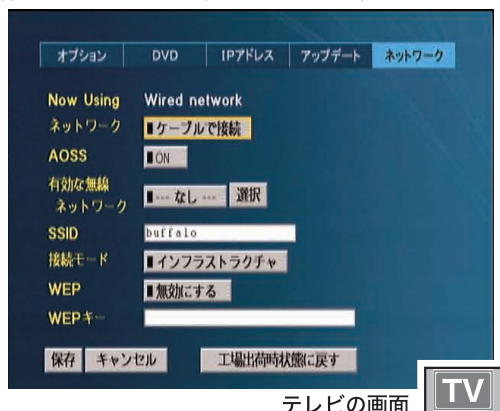 オプション DVD IPアドレス アップデート ネットワーク
Now Using Wired network
ネットワーク ケーブルで接続
AOSS ON
有効な無線
ネットワーク --- なし --- 選択
SSID buffalo
接続モード インフラストラクチャ
WEP 無効にする
WEPキー
保存 キャンセル 工場出荷時状態に戻す
テレビの画面 TV